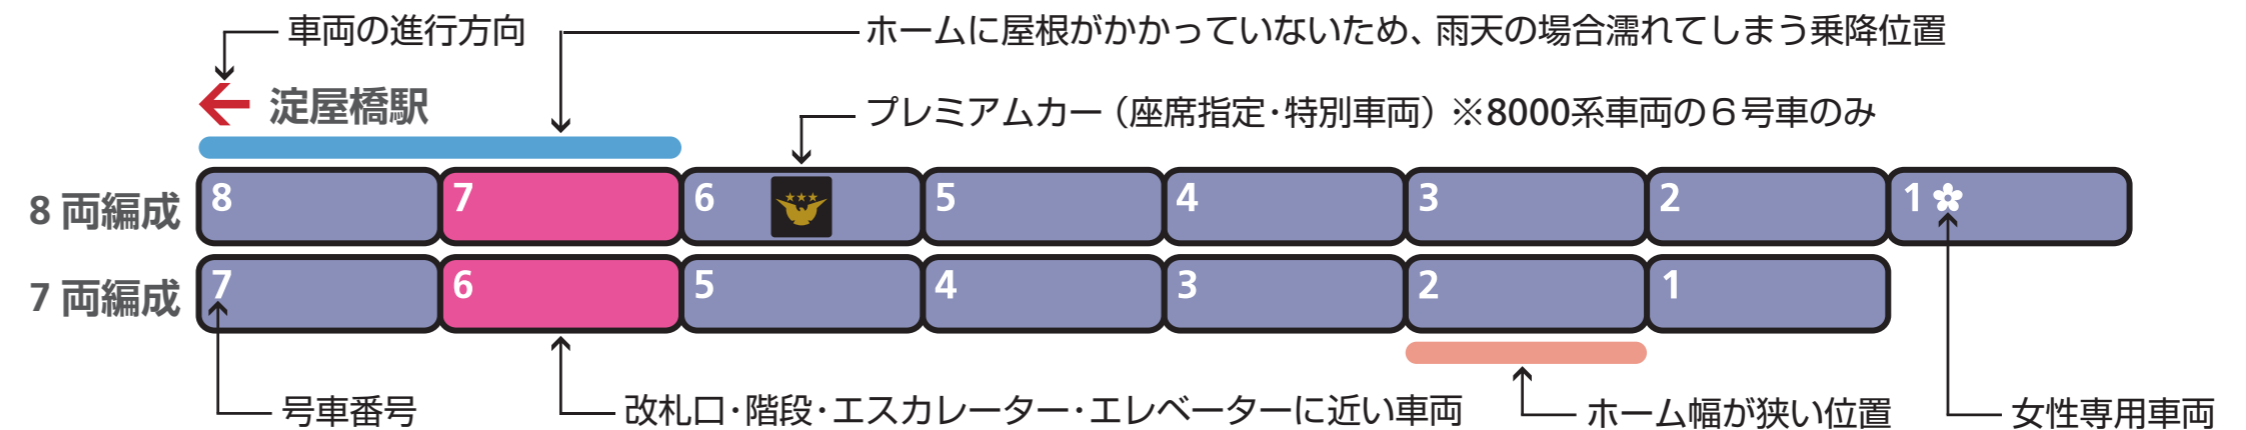 車両の進行方向
ホームに屋根がかかっていないため、雨天の場合濡れてしまう乗降位置
淀屋橋駅
プレミアムカー（座席指定･特別車両）※8000系車両の６号車のみ
8 両編成 8 7 6 5 4 3 2 1
7 両編成 7 6 5 4 3 2 1
号車番号
改札口･階段･エスカレーター･エレベーターに近い車両
ホーム幅が狭い位置
女性専用車両